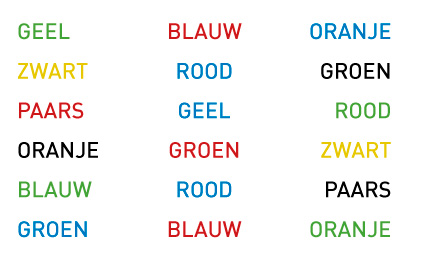 GEEL BLAUW ORANJE
ZWART ROOD GROEN
PAARS GEEL ROOD
ORANJE GROEN ZWART
BLAUW ROOD PAARS
GROEN BLAUW ORANJE